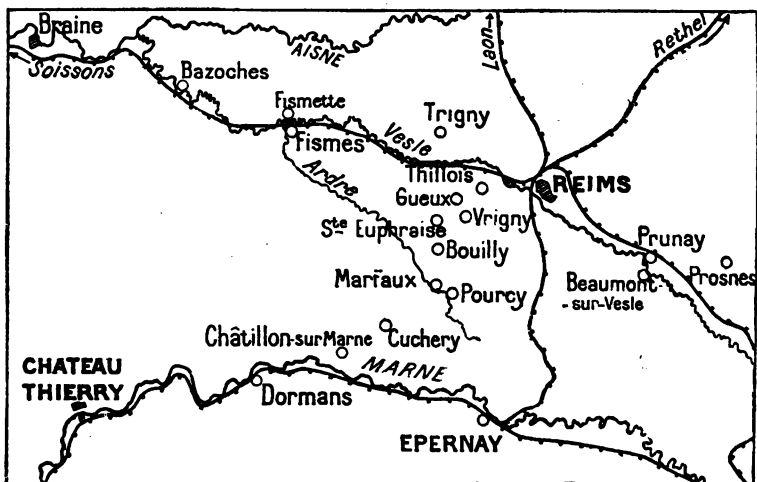 Braine
Soissons
AISNE
Laon
Rethel
Bazoches
Fismette
Fismes
Vesle
Trigny
Ardre
Thillois
REIMS
Gueux
Vrigny
Ste Euphraise
Bouilly
Prunay
Prosnes
Marfaux
Pourcy
Beaumont
-sur-Vesle
Châtillon-sur Marne
Cuchery
CHATEAU
THIERRY
MARNE
Dormans
EPERNAY